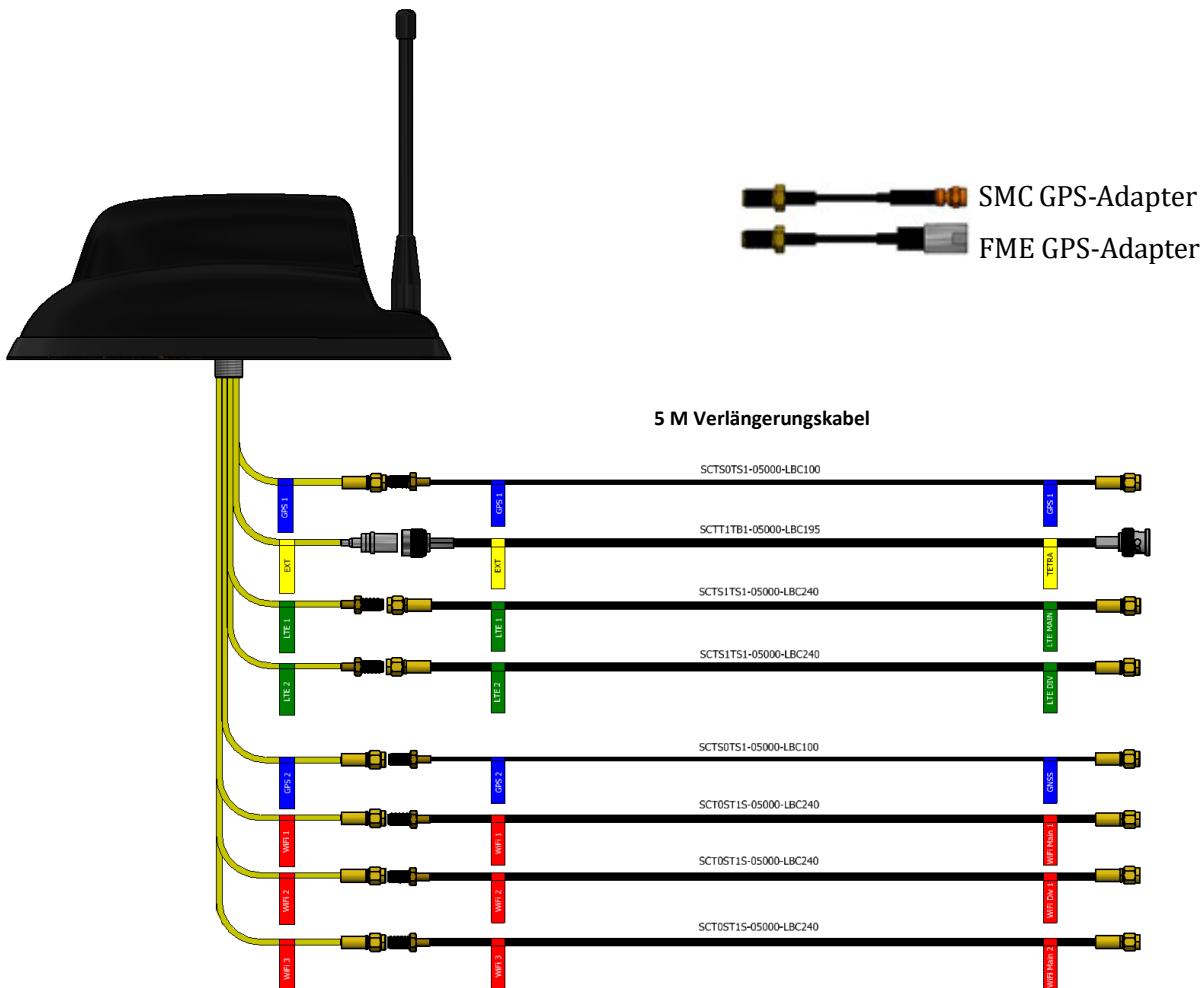 SMC GPS-Adapter
FME GPS-Adapter
5 M Verlängerungskabel
SCTS0TS1-05000-LBC100
GPS 1
GPS 1
GPS 1
SCTT1TB1-05000-LBC195
EXT
EXT
TETRA
SCTS1TS1-05000-LBC240
LTE 1
LTE 1
LTE MAIN
SCTS1TS1-05000-LBC240
LTE 2
LTE 2
LTE DIV
SCTS0TS1-05000-LBC100
GPS 2
GPS 2
GNSS
SCT0ST1S-05000-LBC240
WiFi 1
WiFi 1
WiFi Main 1
SCT0ST1S-05000-LBC240
WiFi 2
WiFi 2
WiFi Div 1
SCT0ST1S-05000-LBC240
WiFi 3
WiFi 3
WiFi Main 2